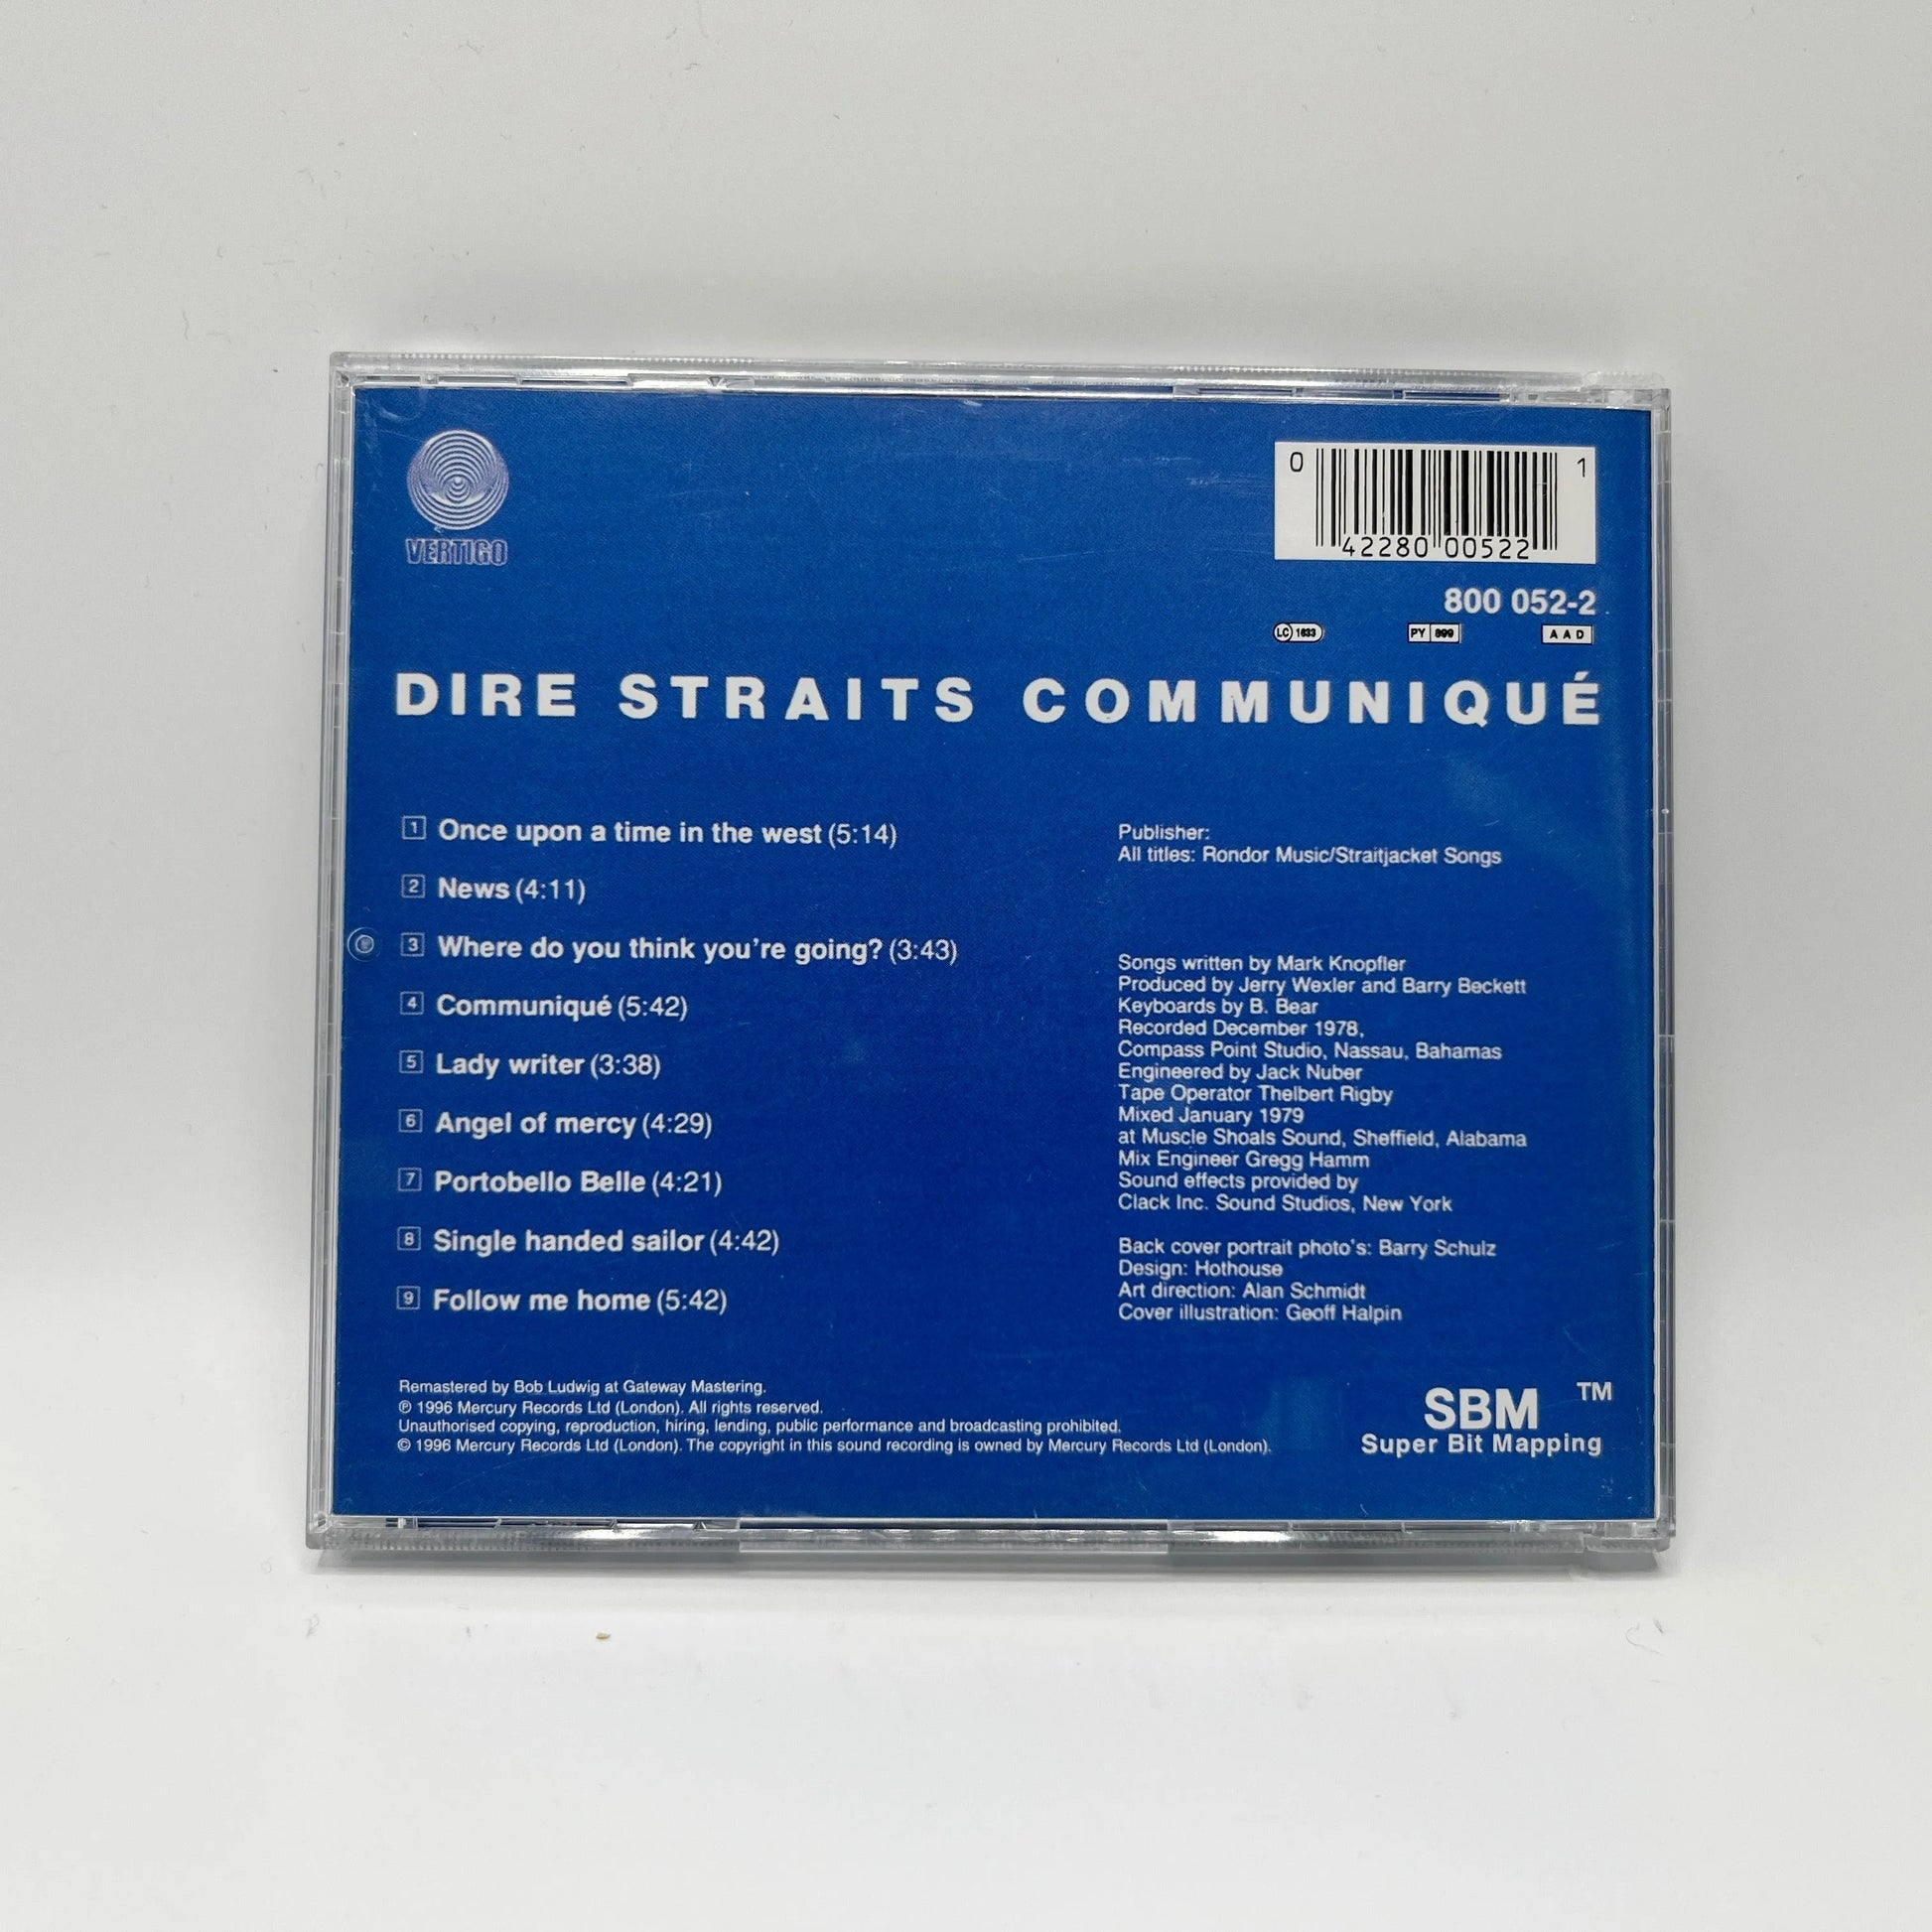 VERTIGO
0 42280 00522 1
800 052-2
LC 1633 PY 899 AAD
DIRE STRAITS COMMUNIQUÉ
1 Once upon a time in the west (5:14)
2 News (4:11)
3 Where do you think you're going? (3:43)
4 Communiqué (5:42)
5 Lady writer (3:38)
6 Angel of mercy (4:29)
7 Portobello Belle (4:21)
8 Single handed sailor (4:42)
9 Follow me home (5:42)
Publisher:
All titles: Rondor Music/Straitjacket Songs
Songs written by Mark Knopfler
Produced by Jerry Wexler and Barry Beckett
Keyboards by B. Bear
Recorded December 1978,
Compass Point Studio, Nassau, Bahamas
Engineered by Jack Nuber
Tape Operator Thelbert Rigby
Mixed January 1979
at Muscle Shoals Sound, Sheffield, Alabama
Mix Engineer Gregg Hamm
Sound effects provided by
Clack Inc. Sound Studios, New York
Back cover portrait photo's: Barry Schulz
Design: Hothouse
Art direction: Alan Schmidt
Cover illustration: Geoff Halpin
Remastered by Bob Ludwig at Gateway Mastering.
℗ 1996 Mercury Records Ltd (London). All rights reserved.
Unauthorised copying, reproduction, hiring, lending, public performance and broadcasting prohibited.
© 1996 Mercury Records Ltd (London). The copyright in this sound recording is owned by Mercury Records Ltd (London).
SBM TM
Super Bit Mapping